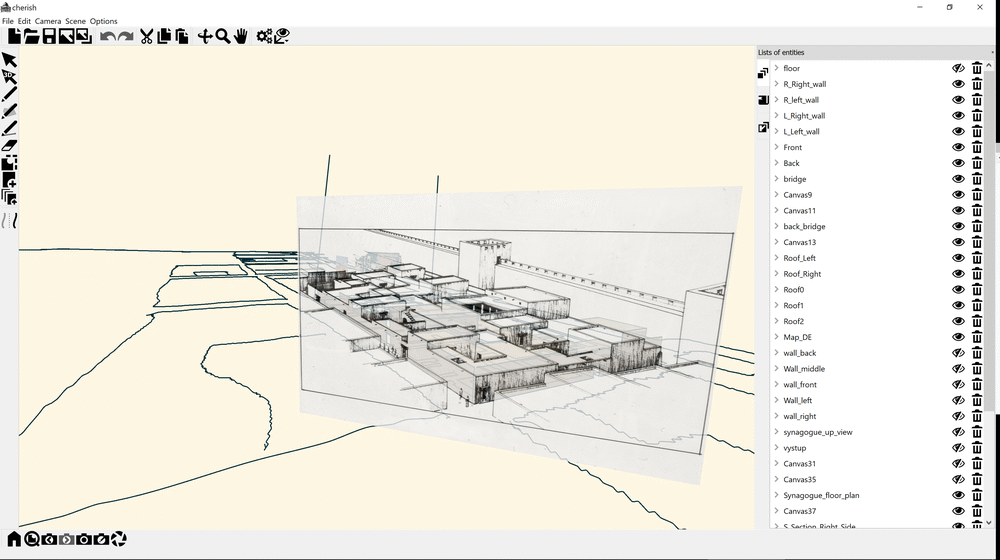 cherish
File Edit Camera Scene Options
Lists of entities
floor
R_Right_wall
R_left_wall
L_Right_wall
L_Left_wall
Front
Back
bridge
Canvas9
Canvas11
back_bridge
Canvas13
Roof_Left
Roof_Right
Roof0
Roof1
Roof2
Map_DE
wall_back
Wall_middle
wall_front
Wall_left
wall_right
synagogue_up_view
vystup
Canvas31
Canvas35
Synagogue_floor_plan
Canvas37
S_Section_Right_Side